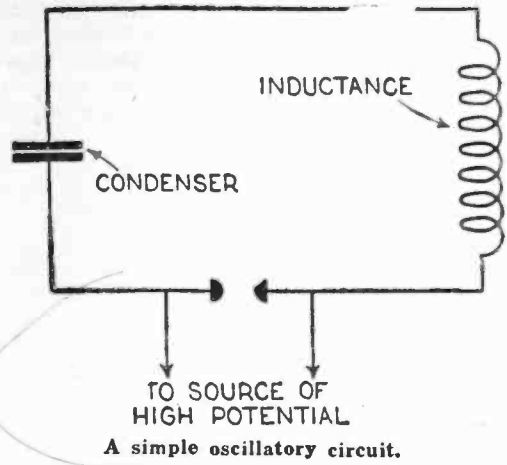 INDUCTANCE
CONDENSER
TO SOURCE OF
HIGH POTENTIAL
A simple oscillatory circuit.